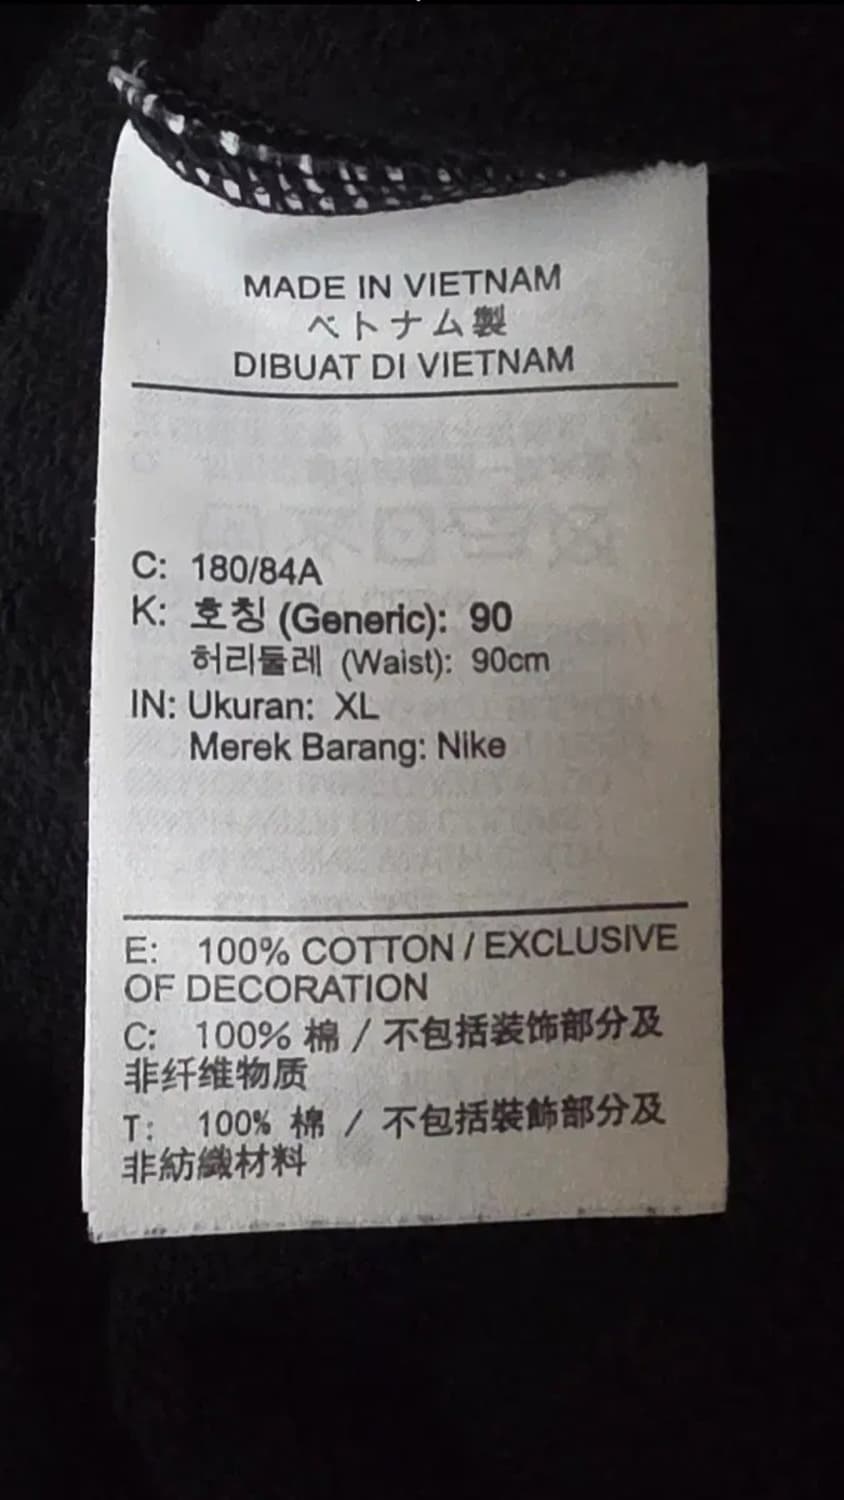 MADE IN VIETNAM
ベトナム製
DIBUAT DI VIETNAM
C: 180/84A
K: 호칭 (Generic): 90
허리둘레 (Waist): 90cm
IN: Ukuran: XL
Merek Barang: Nike
E: 100% COTTON / EXCLUSIVE
OF DECORATION
C: 100% 棉 / 不包括装饰部分及
非纤维物质
T: 100% 棉 / 不包括裝飾部分及
非紡織材料